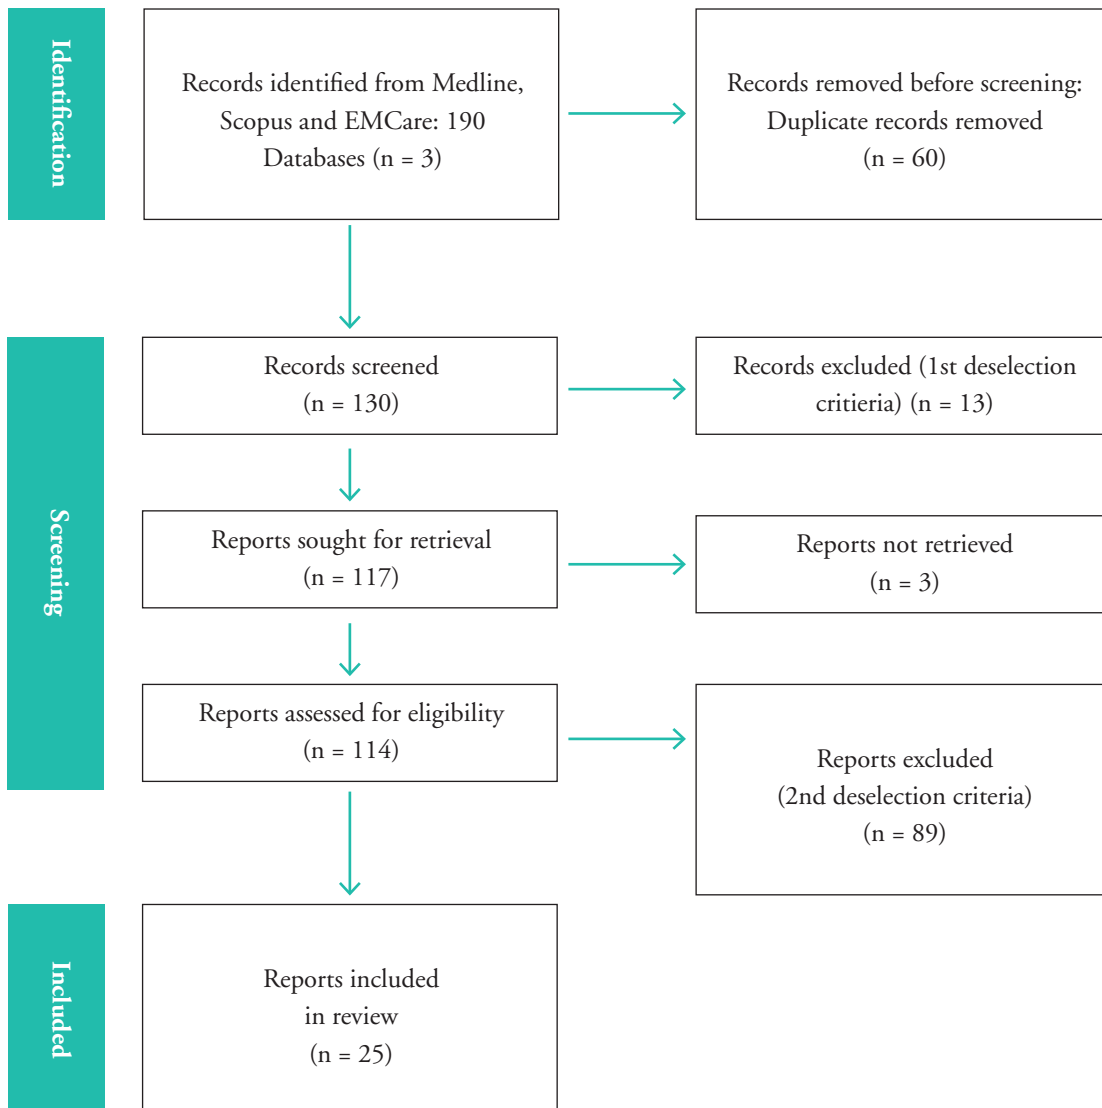 Identification
Records identified from Medline,
Scopus and EMCare: 190
Databases (n = 3)
Records removed before screening:
Duplicate records removed
(n = 60)
Screening
Records screened
(n = 130)
Records excluded (1st deselection
critieria) (n = 13)
Reports sought for retrieval
(n = 117)
Reports not retrieved
(n = 3)
Reports assessed for eligibility
(n = 114)
Reports excluded
(2nd deselection criteria)
(n = 89)
Included
Reports included
in review
(n = 25)